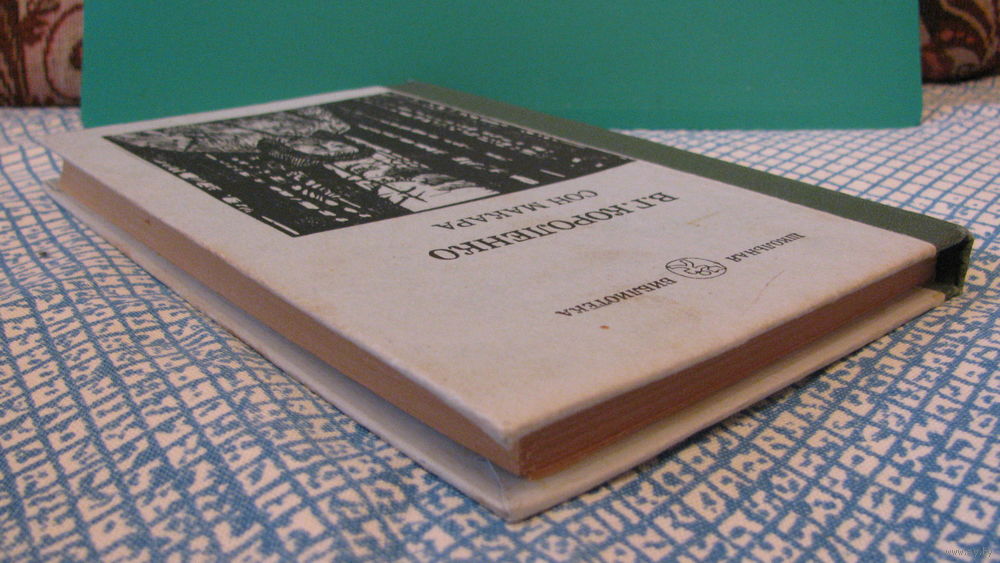 ШКОЛЬНАЯ БИБЛИОТЕКА
В.Г.КОРОЛЕНКО
СОН МАКАРА